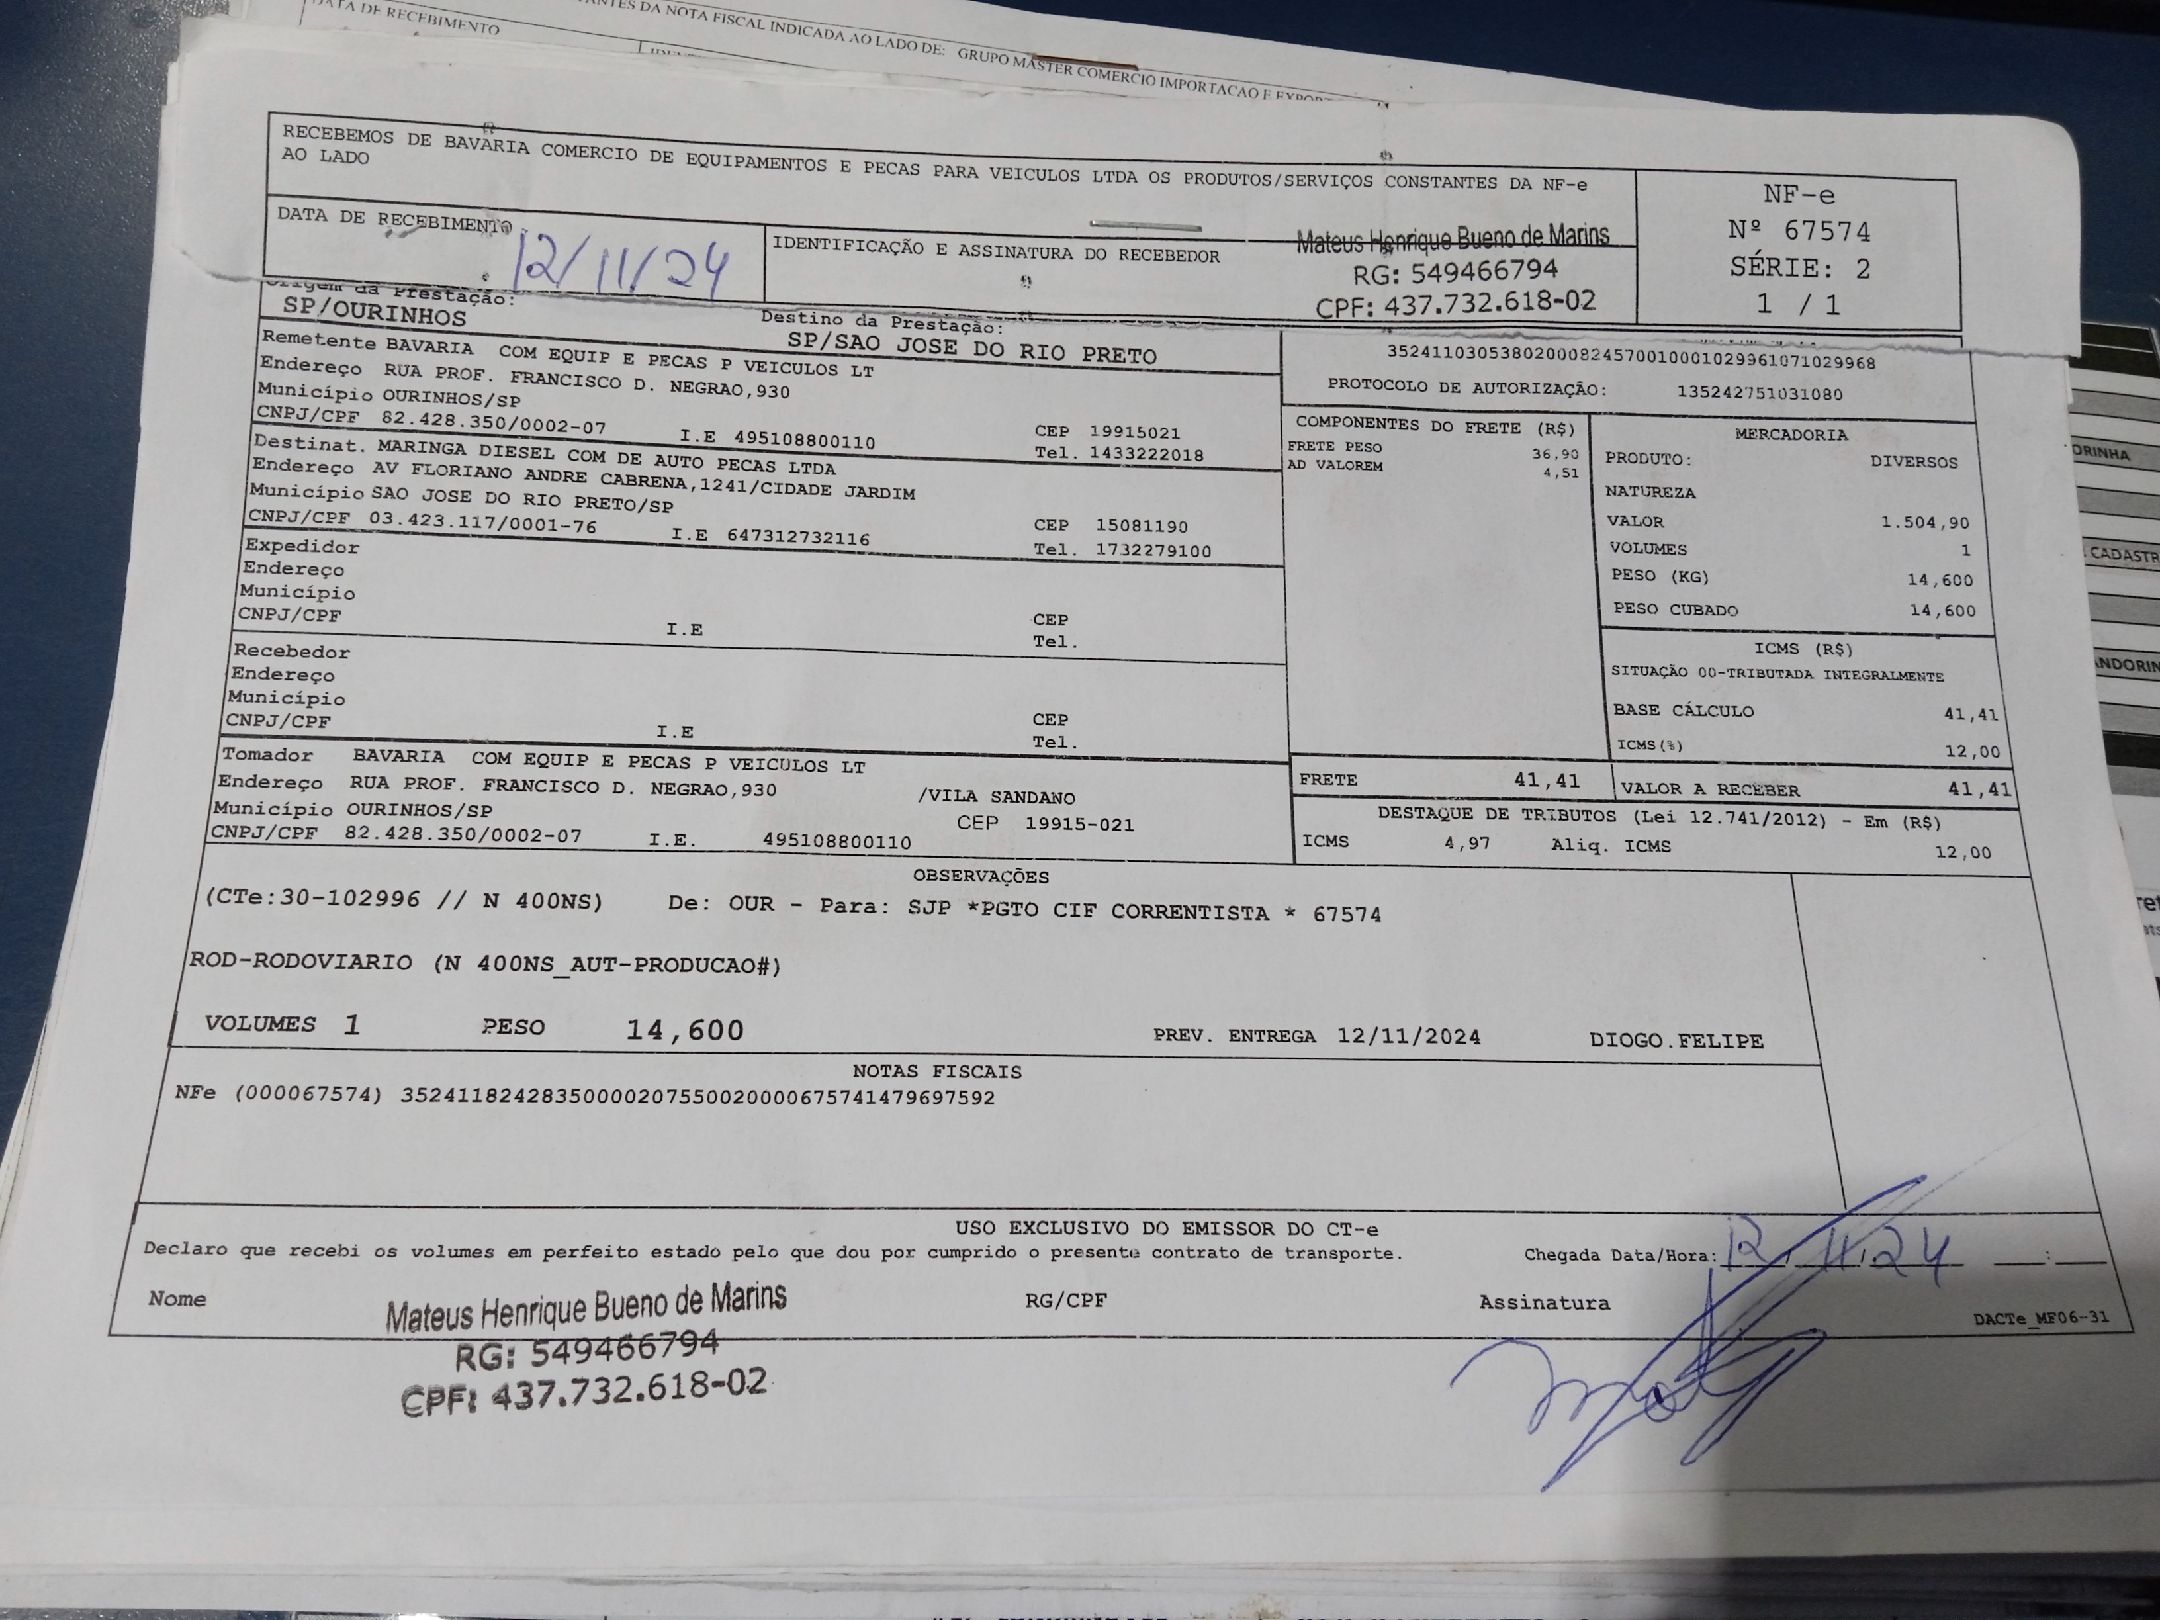 DATA DE RECEBIMENTO
DA NOTA FISCAL INDICADA AO LADO DE: GRUPO MASTER COMERCIO IMPORTACAO E
RECEBEMOS DE BAVARIA COMERCIO DE EQUIPAMENTOS E PECAS PARA VEICULOS LTDA OS PRODUTOS/SERVIÇOS CONSTANTES DA NF-e
AO LADO
NF-e
Nº 67574
SÉRIE: 2
1 / 1
DATA DE RECEBIMENTO
12/11/24
IDENTIFICAÇÃO E ASSINATURA DO RECEBEDOR
Mateus Henrique Bueno de Marins
RG: 549466794
CPF: 437.732.618-02
Origem da Prestação:
SP/OURINHOS
Destino da Prestação:
SP/SAO JOSE DO RIO PRETO
Remetente BAVARIA COM EQUIP E PECAS P VEICULOS LT
Endereço RUA PROF. FRANCISCO D. NEGRAO,930
Município OURINHOS/SP
CNPJ/CPF 82.428.350/0002-07 I.E 495108800110
CEP 19915021
Tel. 1433222018
Destinat. MARINGA DIESEL COM DE AUTO PECAS LTDA
Endereço AV FLORIANO ANDRE CABRENA,1241/CIDADE JARDIM
Município SAO JOSE DO RIO PRETO/SP
CNPJ/CPF 03.423.117/0001-76 I.E 647312732116
CEP 15081190
Tel. 1732279100
Expedidor
Endereço
Município
CNPJ/CPF I.E
CEP
Tel.
Recebedor
Endereço
Município
CNPJ/CPF I.E
CEP
Tel.
Tomador BAVARIA COM EQUIP E PECAS P VEICULOS LT
Endereço RUA PROF. FRANCISCO D. NEGRAO,930 /VILA SANDANO
Município OURINHOS/SP CEP 19915-021
CNPJ/CPF 82.428.350/0002-07 I.E. 495108800110
35241103053802000824570010001029961071029968
PROTOCOLO DE AUTORIZAÇÃO: 135242751031080
COMPONENTES DO FRETE (R$)
FRETE PESO 36,90
AD VALOREM 4,51
MERCADORIA
PRODUTO: DIVERSOS
NATUREZA
VALOR 1.504,90
VOLUMES 1
PESO (KG) 14,600
PESO CUBADO 14,600
ICMS (R$)
SITUAÇÃO 00-TRIBUTADA INTEGRALMENTE
BASE CÁLCULO 41,41
ICMS(%) 12,00
FRETE 41,41
VALOR A RECEBER 41,41
DESTAQUE DE TRIBUTOS (Lei 12.741/2012) - Em (R$)
ICMS 4,97 Aliq. ICMS 12,00
OBSERVAÇÕES
(CTe:30-102996 // N 400NS) De: OUR - Para: SJP *PGTO CIF CORRENTISTA * 67574
ROD-RODOVIARIO (N 400NS_AUT-PRODUCAO#)
VOLUMES 1 PESO 14,600 PREV. ENTREGA 12/11/2024 DIOGO.FELIPE
NOTAS FISCAIS
NFe (000067574) 35241182428350000207550020000675741479697592
USO EXCLUSIVO DO EMISSOR DO CT-e
Declaro que recebi os volumes em perfeito estado pelo que dou por cumprido o presente contrato de transporte.
Chegada Data/Hora: 12/11/24 :
Nome
Mateus Henrique Bueno de Marins
RG: 549466794
CPF: 437.732.618-02
RG/CPF
Assinatura
DACTe_MF06-31
CADASTR